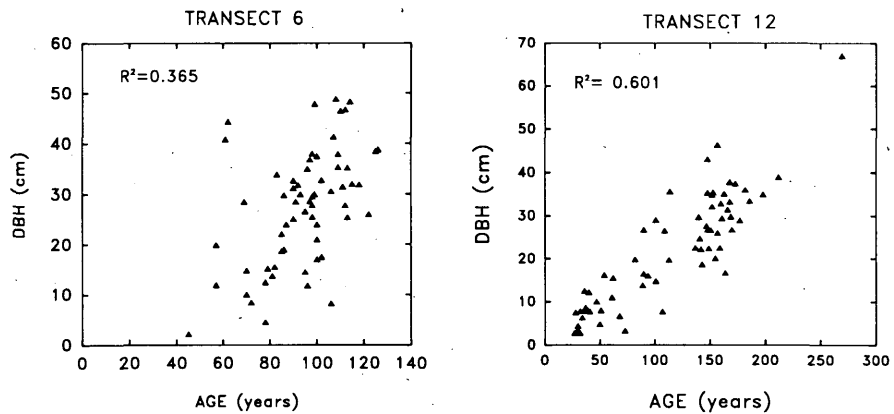 TRANSECT 6
R²=0.365
DBH (cm)
60
50
40
30
20
10
0
0 20 40 60 80 100 120 140
AGE (years)
TRANSECT 12
R²= 0.601
DBH (cm)
70
60
50
40
30
20
10
0
0 50 100 150 200 250 300
AGE (years)